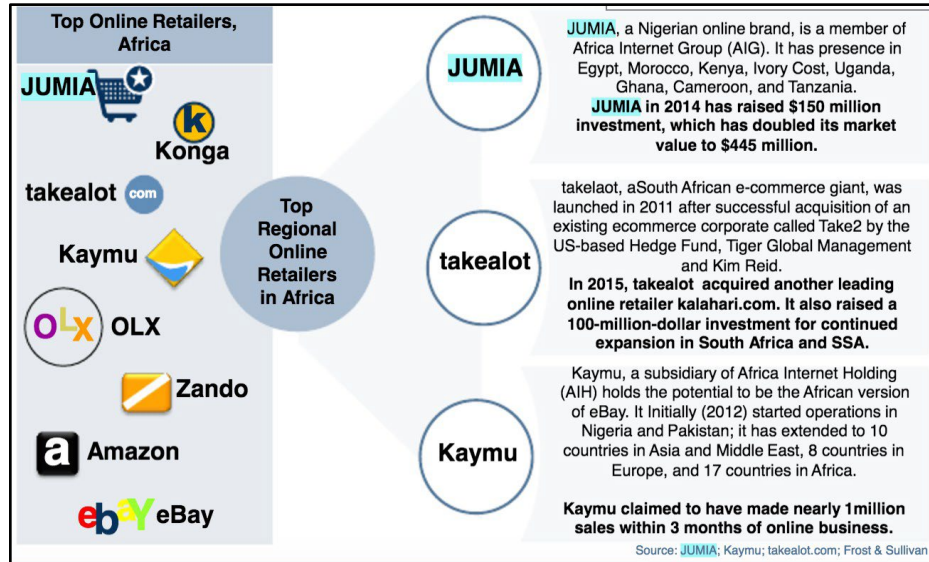 Top Online Retailers,
Africa
JUMIA
k
Konga
takealot com
Kaymu
OLX OLX
Zando
a Amazon
ebaY eBay
Top
Regional
Online
Retailers
in Africa
JUMIA
JUMIA, a Nigerian online brand, is a member of
Africa Internet Group (AIG). It has presence in
Egypt, Morocco, Kenya, Ivory Cost, Uganda,
Ghana, Cameroon, and Tanzania.
JUMIA in 2014 has raised $150 million
investment, which has doubled its market
value to $445 million.
takealot
takelaot, aSouth African e-commerce giant, was
launched in 2011 after successful acquisition of an
existing ecommerce corporate called Take2 by the
US-based Hedge Fund, Tiger Global Management
and Kim Reid.
In 2015, takealot acquired another leading
online retailer kalahari.com. It also raised a
100-million-dollar investment for continued
expansion in South Africa and SSA.
Kaymu
Kaymu, a subsidiary of Africa Internet Holding
(AIH) holds the potential to be the African version
of eBay. It Initially (2012) started operations in
Nigeria and Pakistan; it has extended to 10
countries in Asia and Middle East, 8 countries in
Europe, and 17 countries in Africa.
Kaymu claimed to have made nearly 1million
sales within 3 months of online business.
Source: JUMIA; Kaymu; takealot.com; Frost & Sullivan